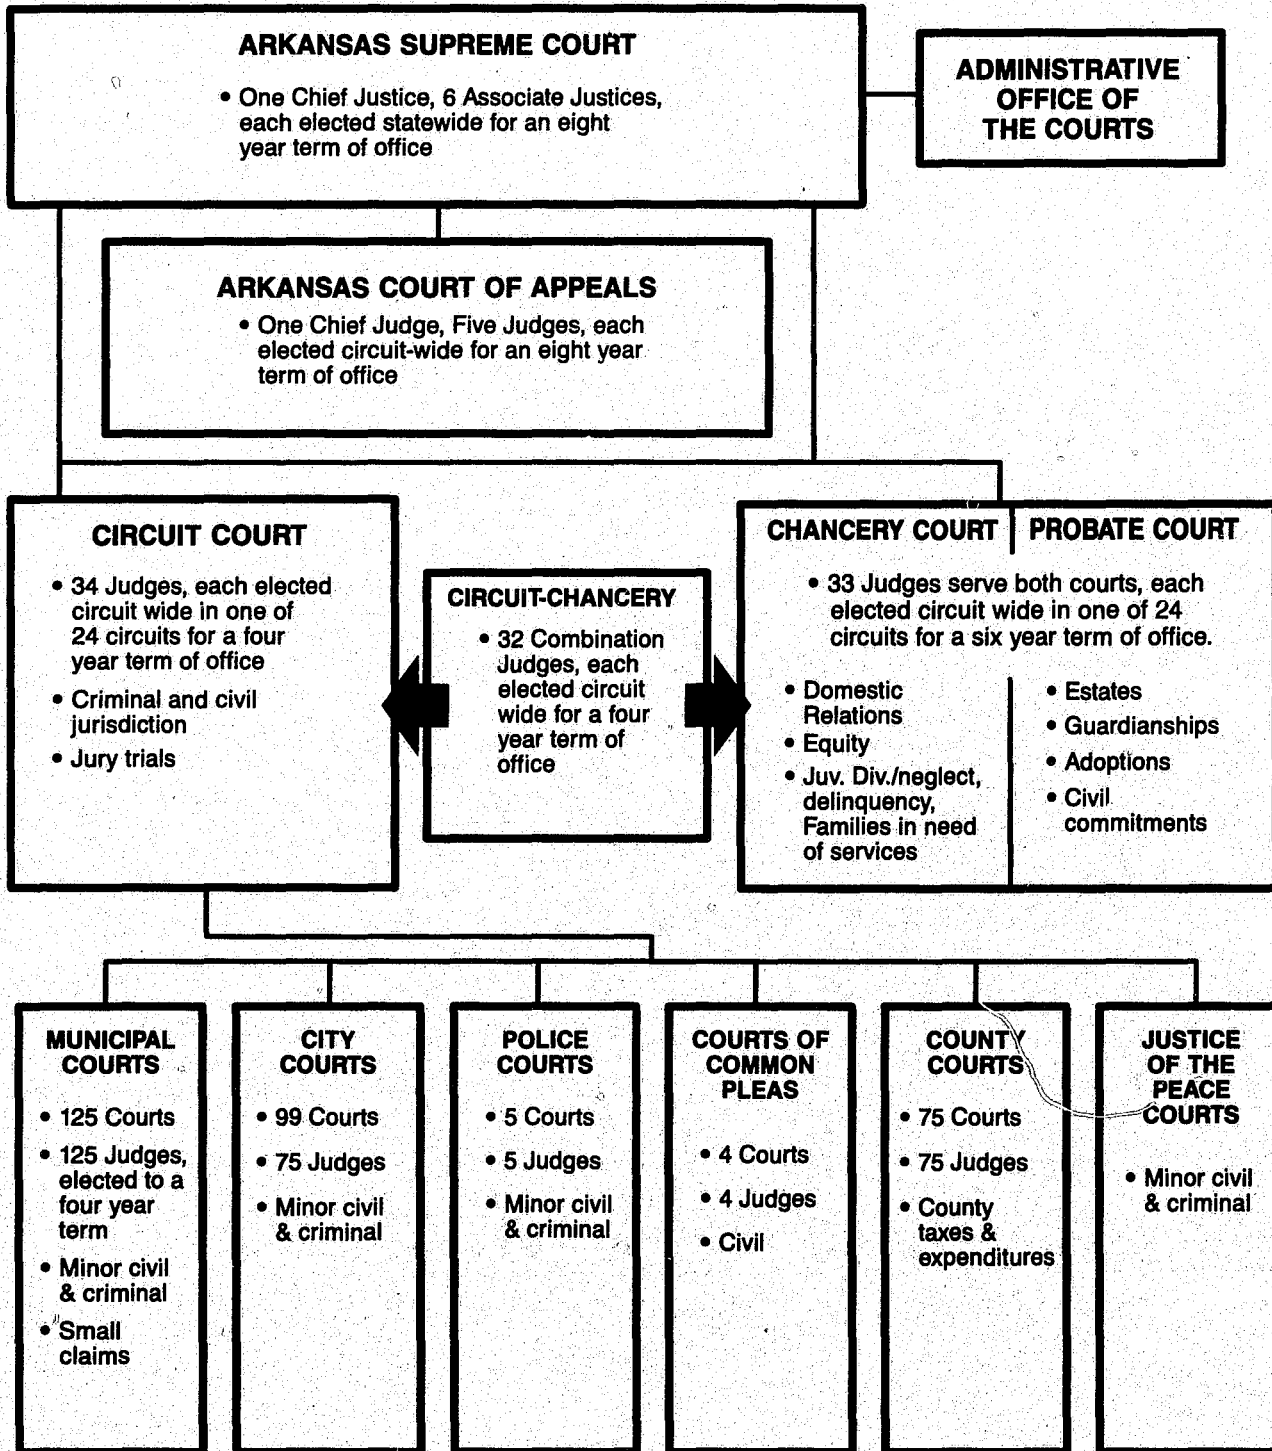 ARKANSAS SUPREME COURT
• One Chief Justice, 6 Associate Justices,
each elected statewide for an eight
year term of office
ADMINISTRATIVE
OFFICE OF
THE COURTS
ARKANSAS COURT OF APPEALS
• One Chief Judge, Five Judges, each
elected circuit-wide for an eight year
term of office
CIRCUIT COURT
• 34 Judges, each elected
circuit wide in one of
24 circuits for a four
year term of office
• Criminal and civil
jurisdiction
• Jury trials
CIRCUIT-CHANCERY
• 32 Combination
Judges, each
elected circuit
wide for a four
year term of
office
CHANCERY COURT
PROBATE COURT
• 33 Judges serve both courts, each
elected circuit wide in one of 24
circuits for a six year term of office.
• Domestic
Relations
• Equity
• Juv. Div./neglect,
delinquency,
Families in need
of services
• Estates
• Guardianships
• Adoptions
• Civil
commitments
MUNICIPAL
COURTS
• 125 Courts
• 125 Judges,
elected to a
four year
term
• Minor civil
& criminal
• Small
claims
CITY
COURTS
• 99 Courts
• 75 Judges
• Minor civil
& criminal
POLICE
COURTS
• 5 Courts
• 5 Judges
• Minor civil
& criminal
COURTS OF
COMMON
PLEAS
• 4 Courts
• 4 Judges
• Civil
COUNTY
COURTS
• 75 Courts
• 75 Judges
• County
taxes &
expenditures
JUSTICE
OF THE
PEACE
COURTS
• Minor civil
& criminal